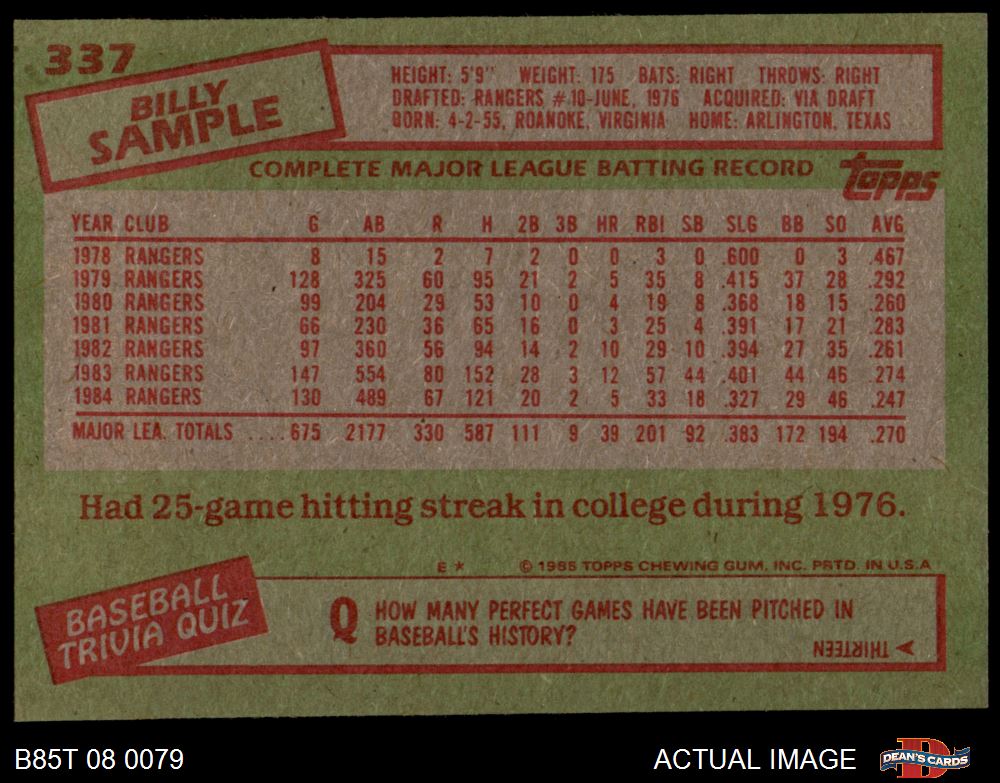 337
BILLY
SAMPLE
HEIGHT: 5'9" WEIGHT: 175 BATS: RIGHT THROWS: RIGHT
DRAFTED: RANGERS #10-JUNE, 1976 ACQUIRED: VIA DRAFT
BORN: 4-2-55, ROANOKE, VIRGINIA HOME: ARLINGTON, TEXAS
COMPLETE MAJOR LEAGUE BATTING RECORD
topps
YEAR CLUB G AB R H 2B 3B HR RBI SB SLG BB SO AVG
1978 RANGERS 8 15 2 7 2 0 0 3 0 .600 0 3 .467
1979 RANGERS 128 325 60 95 21 2 5 35 8 .415 37 28 .292
1980 RANGERS 99 204 29 53 10 0 4 19 8 .368 18 15 .260
1981 RANGERS 66 230 36 65 16 0 3 25 4 .391 17 21 .283
1982 RANGERS 97 360 56 94 14 2 10 29 10 .394 27 35 .261
1983 RANGERS 147 554 80 152 28 3 12 57 44 .401 44 46 .274
1984 RANGERS 130 489 67 121 20 2 5 33 18 .327 29 46 .247
MAJOR LEA. TOTALS .... 675 2177 330 587 111 9 39 201 92 .383 172 194 .270
Had 25-game hitting streak in college during 1976.
E * © 1985 TOPPS CHEWING GUM, INC. PRTD. IN U.S.A
BASEBALL
TRIVIA QUIZ
Q HOW MANY PERFECT GAMES HAVE BEEN PITCHED IN
BASEBALL'S HISTORY?
THIRTEEN
B85T 08 0079
ACTUAL IMAGE
D
DEAN'S CARDS